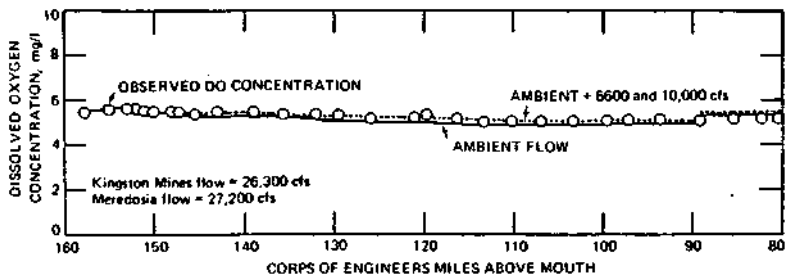 DISSOLVED OXYGEN
CONCENTRATION, mg/l
10
8
6
4
2
0
OBSERVED DO CONCENTRATION
AMBIENT + 6600 and 10,000 cfs
AMBIENT FLOW
Kingston Mines flow = 26,300 cfs
Meredosia flow = 27,200 cfs
160 150 140 130 120 110 100 90 80
CORPS OF ENGINEERS MILES ABOVE MOUTH